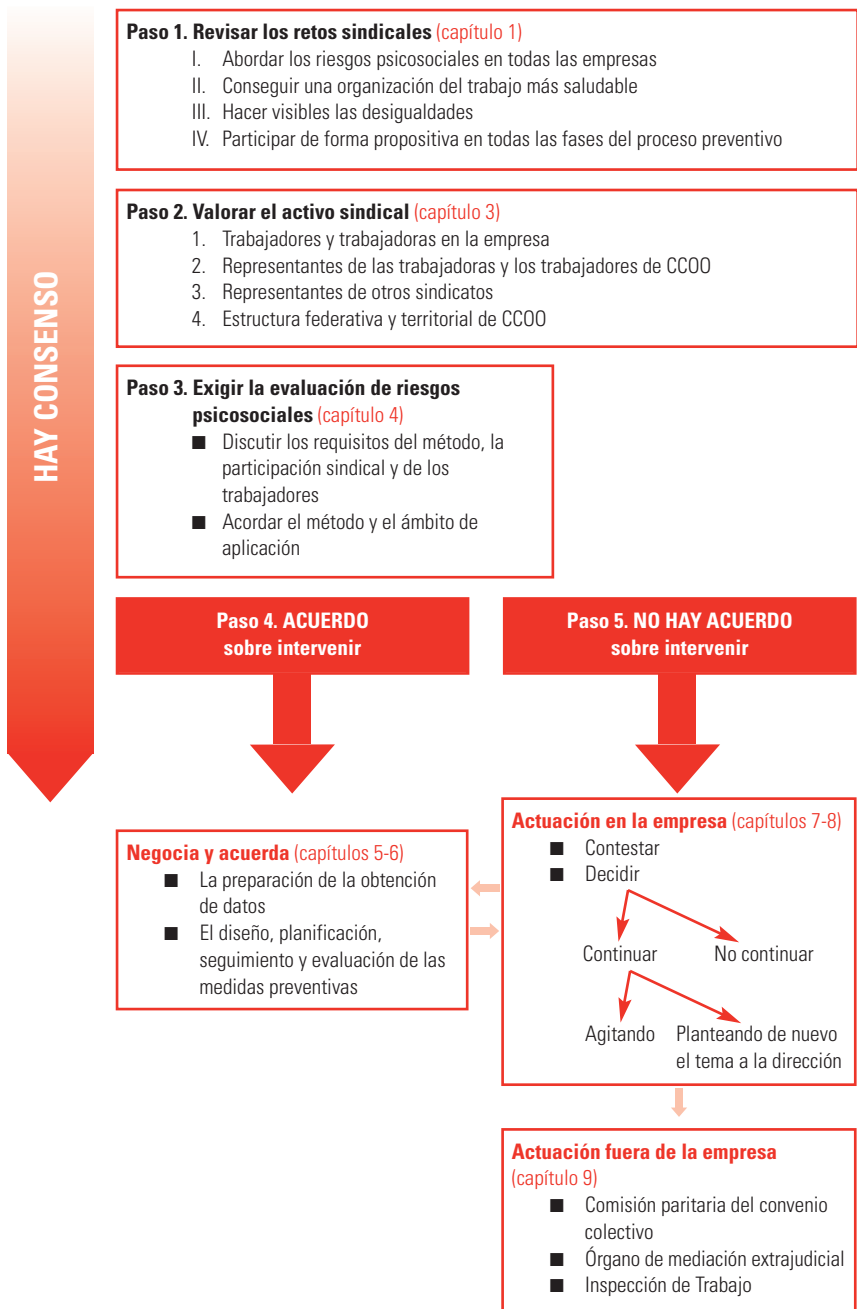 HAY CONSENSO
Paso 1. Revisar los retos sindicales (capítulo 1)
I. Abordar los riesgos psicosociales en todas las empresas
II. Conseguir una organización del trabajo más saludable
III. Hacer visibles las desigualdades
IV. Participar de forma propositiva en todas las fases del proceso preventivo
Paso 2. Valorar el activo sindical (capítulo 3)
1. Trabajadores y trabajadoras en la empresa
2. Representantes de las trabajadoras y los trabajadores de CCOO
3. Representantes de otros sindicatos
4. Estructura federativa y territorial de CCOO
Paso 3. Exigir la evaluación de riesgos
psicosociales (capítulo 4)
■ Discutir los requisitos del método, la
participación sindical y de los
trabajadores
■ Acordar el método y el ámbito de
aplicación
Paso 4. ACUERDO
sobre intervenir
Paso 5. NO HAY ACUERDO
sobre intervenir
Negocia y acuerda (capítulos 5-6)
■ La preparación de la obtención
de datos
■ El diseño, planificación,
seguimiento y evaluación de las
medidas preventivas
Actuación en la empresa (capítulos 7-8)
■ Contestar
■ Decidir
Continuar No continuar
Agitando Planteando de nuevo
el tema a la dirección
Actuación fuera de la empresa
(capítulo 9)
■ Comisión paritaria del convenio
colectivo
■ Órgano de mediación extrajudicial
■ Inspección de Trabajo